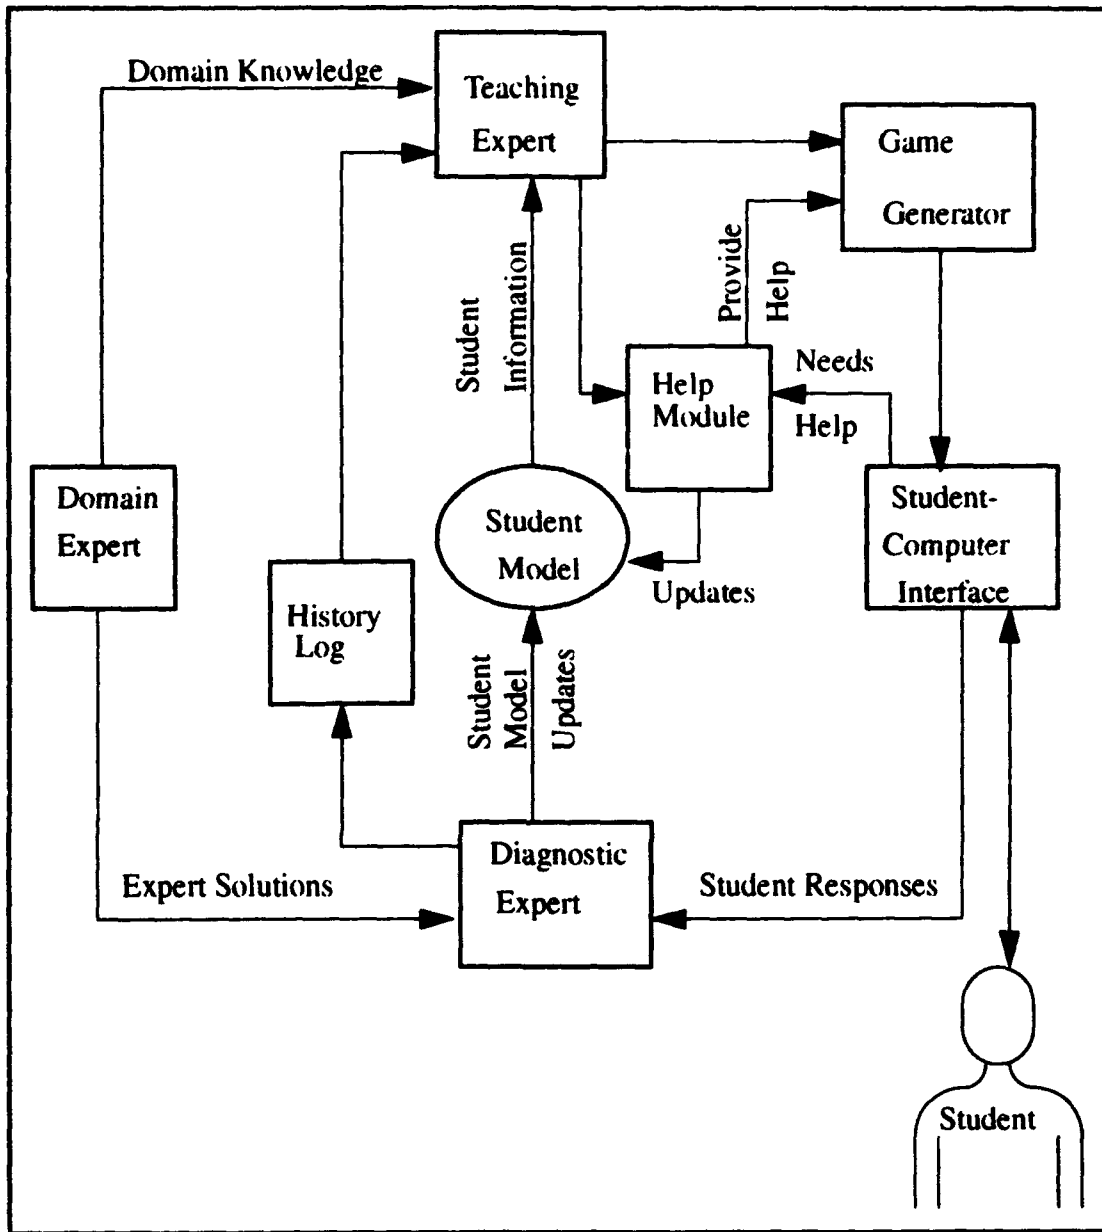 Domain Knowledge
Teaching
Expert
Game
Generator
Student
Information
Provide
Help
Needs
Help
Help
Module
Domain
Expert
Student
Model
Student-
Computer
Interface
Updates
History
Log
Student
Model
Updates
Diagnostic
Expert
Expert Solutions
Student Responses
Student